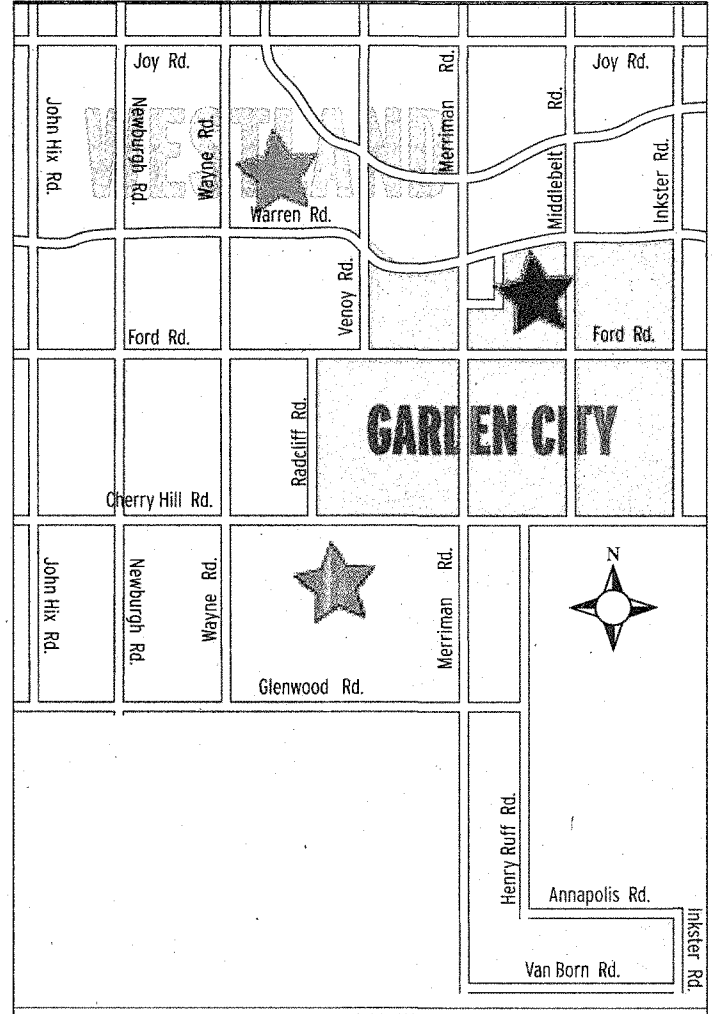 Joy Rd.
Joy Rd.
John Hix Rd.
Newburgh Rd.
Wayne Rd.
Merriman Rd.
Middlebelt Rd.
Inkster Rd.
WESTLAND
Warren Rd.
Venoy Rd.
Ford Rd.
Ford Rd.
Radcliff Rd.
GARDEN CITY
Cherry Hill Rd.
John Hix Rd.
Newburgh Rd.
Wayne Rd.
Merriman Rd.
N
Glenwood Rd.
Henry Ruff Rd.
Annapolis Rd.
Inkster Rd.
Van Born Rd.